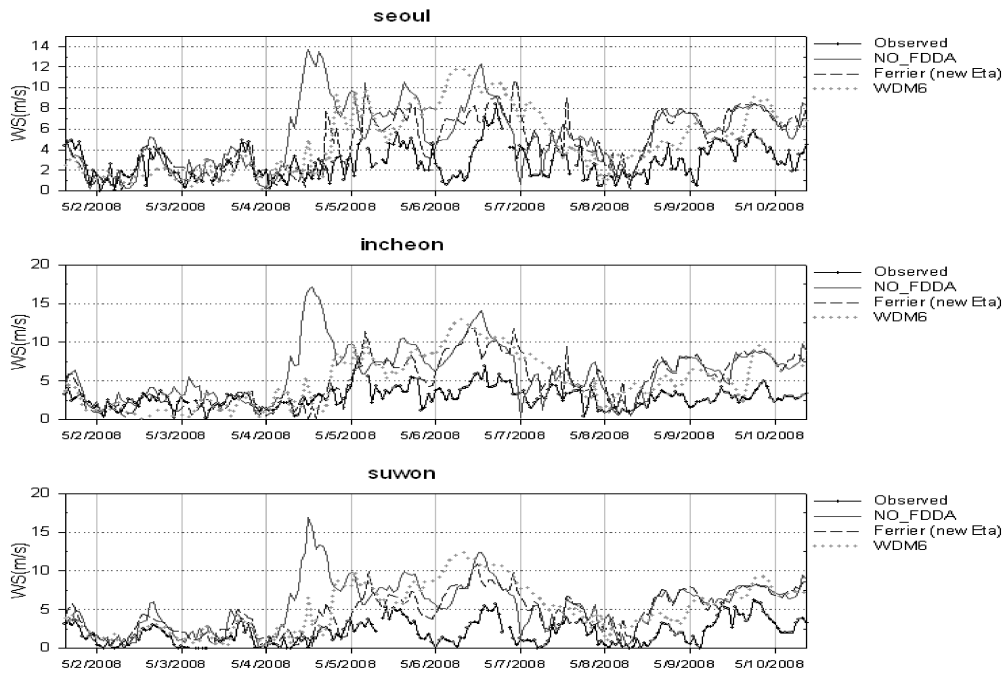 seoul
WS(m/s)
14
12
10
8
6
4
2
0
5/2/2008 5/3/2008 5/4/2008 5/5/2008 5/6/2008 5/7/2008 5/8/2008 5/9/2008 5/10/2008
Observed
NO_FDDA
Ferrier (new Eta)
WDM6
incheon
WS(m/s)
20
15
10
5
0
5/2/2008 5/3/2008 5/4/2008 5/5/2008 5/6/2008 5/7/2008 5/8/2008 5/9/2008 5/10/2008
Observed
NO_FDDA
Ferrier (new Eta)
WDM6
suwon
WS(m/s)
20
15
10
5
0
5/2/2008 5/3/2008 5/4/2008 5/5/2008 5/6/2008 5/7/2008 5/8/2008 5/9/2008 5/10/2008
Observed
NO_FDDA
Ferrier (new Eta)
WDM6